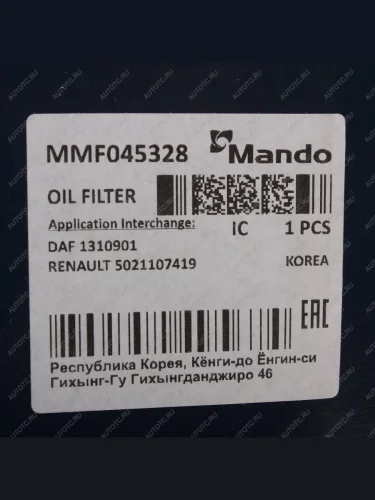 MMF045328 Mando
OIL FILTER
Application Interchange: IC 1 PCS
DAF 1310901
RENAULT 5021107419 KOREA
EAC
Республика Корея, Кёнги-до Ёнгин-си
Гихынг-Гу Гихынгданджиро 46